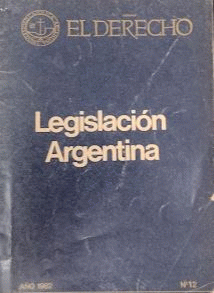 EL DERECHO
Legislación
Argentina
AÑO 1982
Nº 12